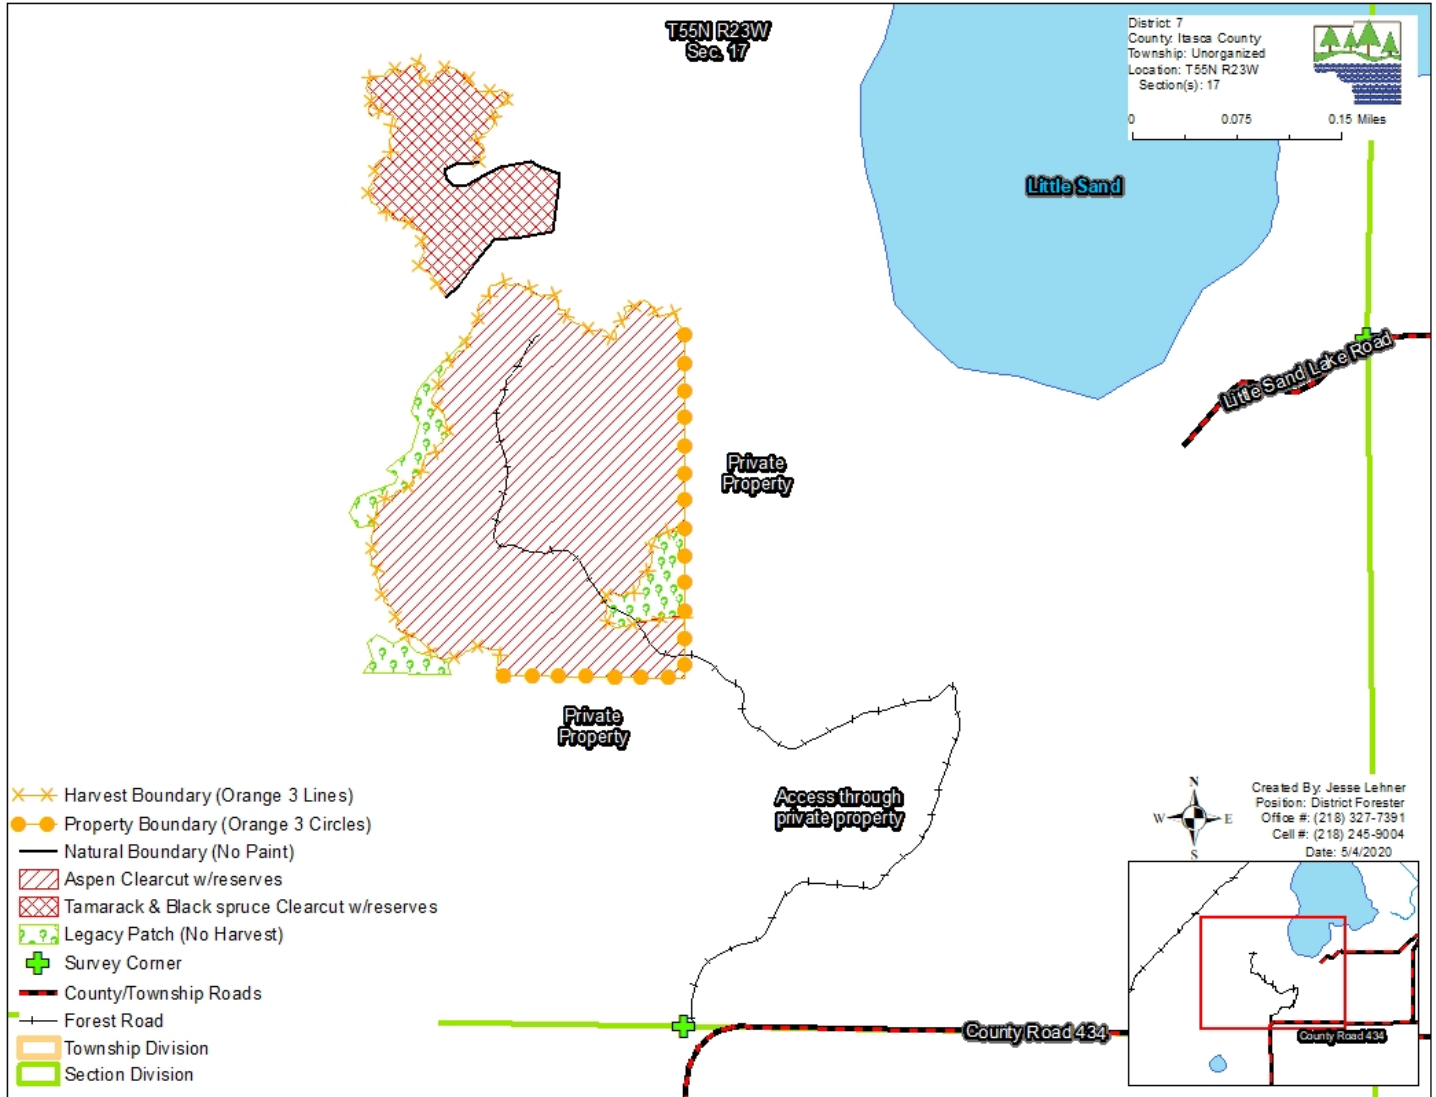 T55N R23W
Sec. 17
District: 7
County: Itasca County
Township: Unorganized
Location: T55N R23W
Section(s): 17
0 0.075 0.15 Miles
Little Sand
Little Sand Lake Road
Private
Property
Private
Property
Access through
private property
County Road 434
Harvest Boundary (Orange 3 Lines)
Property Boundary (Orange 3 Circles)
Natural Boundary (No Paint)
Aspen Clearcut w/reserves
Tamarack & Black spruce Clearcut w/reserves
Legacy Patch (No Harvest)
Survey Corner
County/Township Roads
Forest Road
Township Division
Section Division
N
W E
S
Created By: Jesse Lehner
Position: District Forester
Office #: (218) 327-7391
Cell #: (218) 245-9004
Date: 5/4/2020
County Road 434